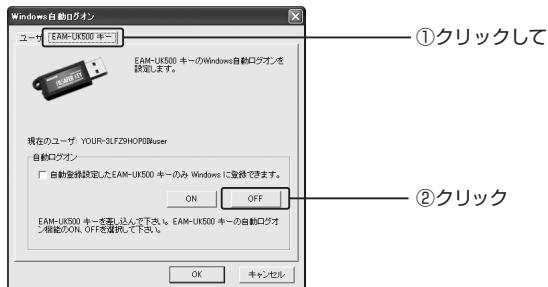 Windows自動ログオン
ユーザ EAM-UK500 キー
①クリックして
EAM-UK500 キーのWindows自動ログオンを
設定します。
現在のユーザ: YOUR-3LFZ9HOP0D¥user
自動ログオン
自動登録設定したEAM-UK500 キーのみ Windows に登録できます。
ON OFF
②クリック
EAM-UK500 キーを差し込んで下さい。EAM-UK500 キーの自動ログオ
ン機能のON、OFFを選択して下さい。
OK キャンセル